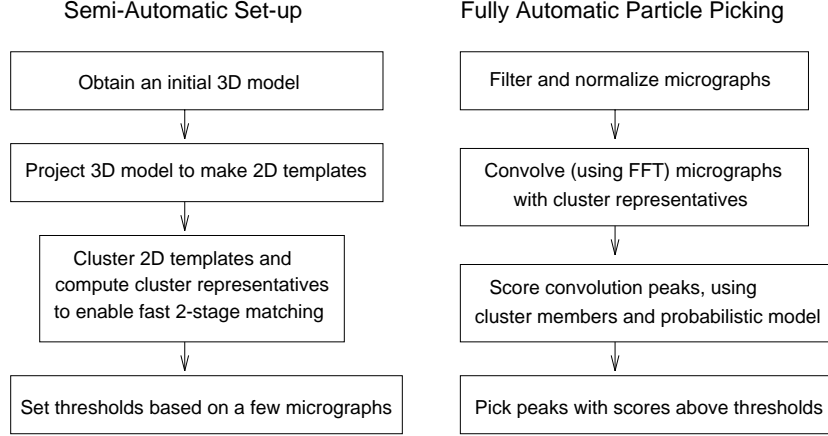 Semi-Automatic Set-up
Obtain an initial 3D model
Project 3D model to make 2D templates
Cluster 2D templates and
compute cluster representatives
to enable fast 2-stage matching
Set thresholds based on a few micrographs
Fully Automatic Particle Picking
Filter and normalize micrographs
Convolve (using FFT) micrographs
with cluster representatives
Score convolution peaks, using
cluster members and probabilistic model
Pick peaks with scores above thresholds